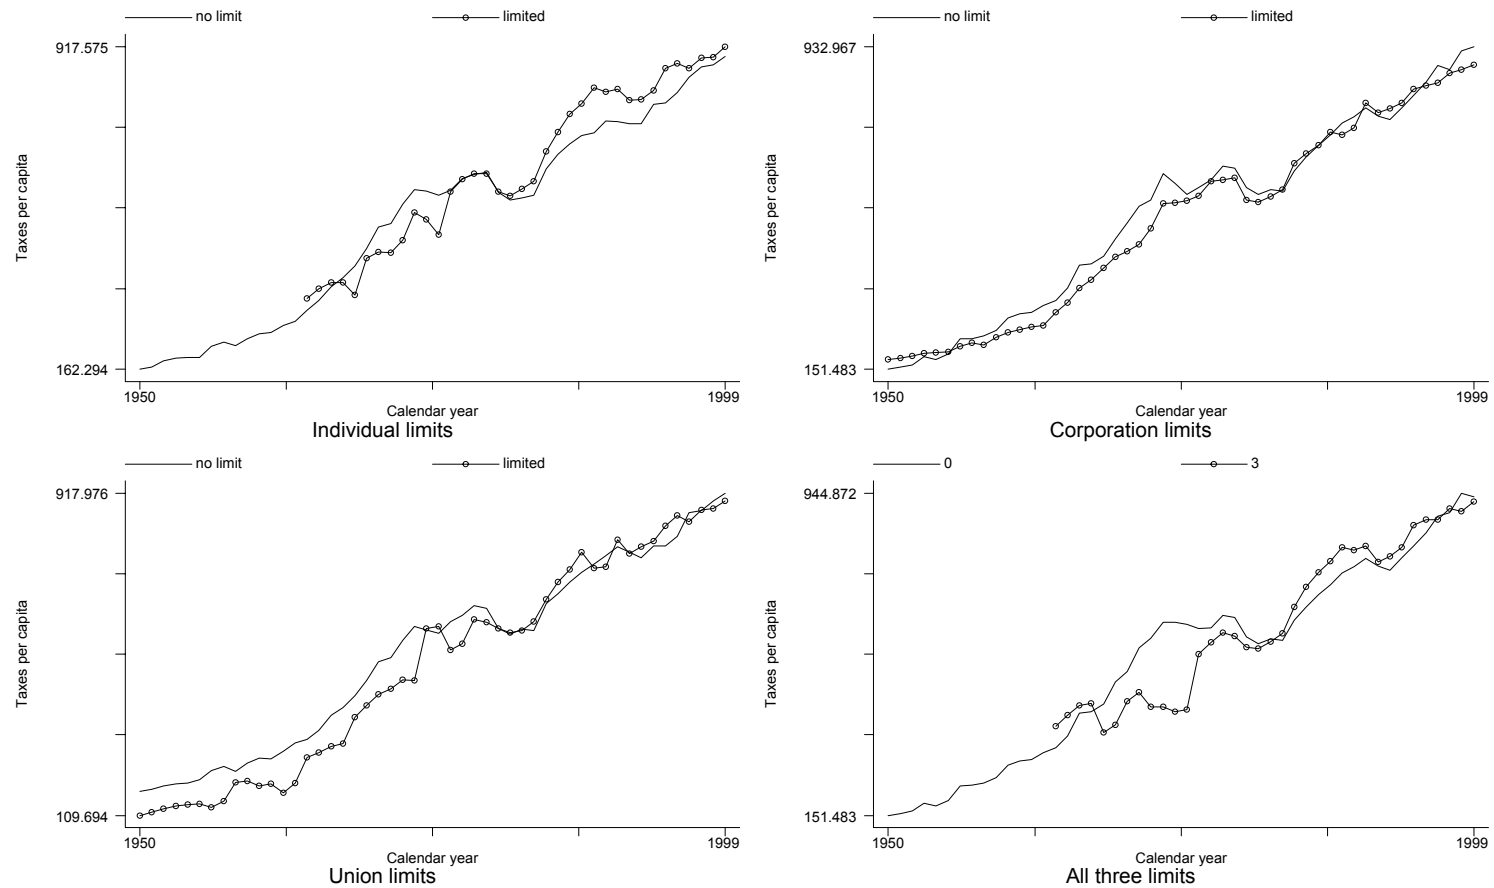 no limit
limited
917.575
Taxes per capita
162.294
1950
1999
Calendar year
Individual limits
no limit
limited
932.967
Taxes per capita
151.483
1950
1999
Calendar year
Corporation limits
no limit
limited
917.976
Taxes per capita
109.694
1950
1999
Calendar year
Union limits
0
3
944.872
Taxes per capita
151.483
1950
1999
Calendar year
All three limits